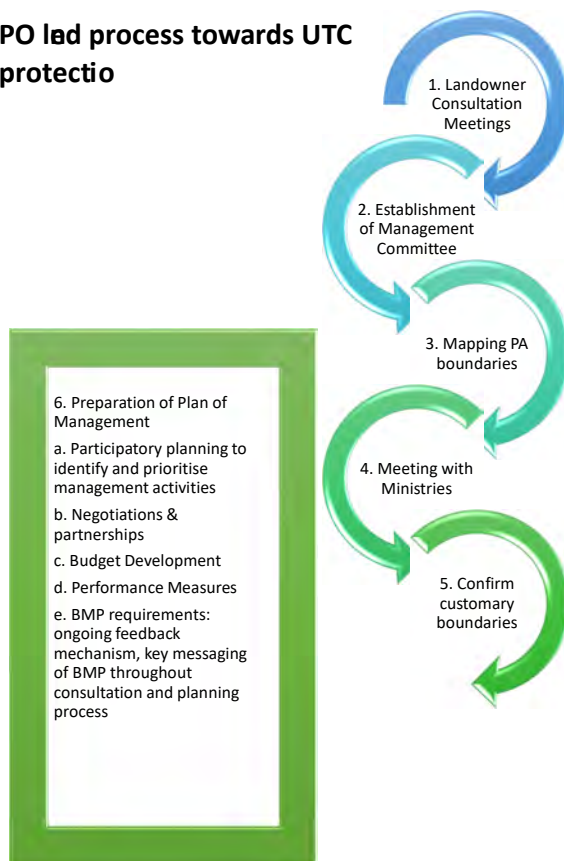 PO led process towards UTC
protectio
1. Landowner
Consultation
Meetings
2. Establishment
of Management
Committee
3. Mapping PA
boundaries
4. Meeting with
Ministries
5. Confirm
customary
boundaries
6. Preparation of Plan of
Management
a. Participatory planning to
identify and prioritise
management activities
b. Negotiations &
partnerships
c. Budget Development
d. Performance Measures
e. BMP requirements:
ongoing feedback
mechanism, key messaging
of BMP throughout
consultation and planning
process